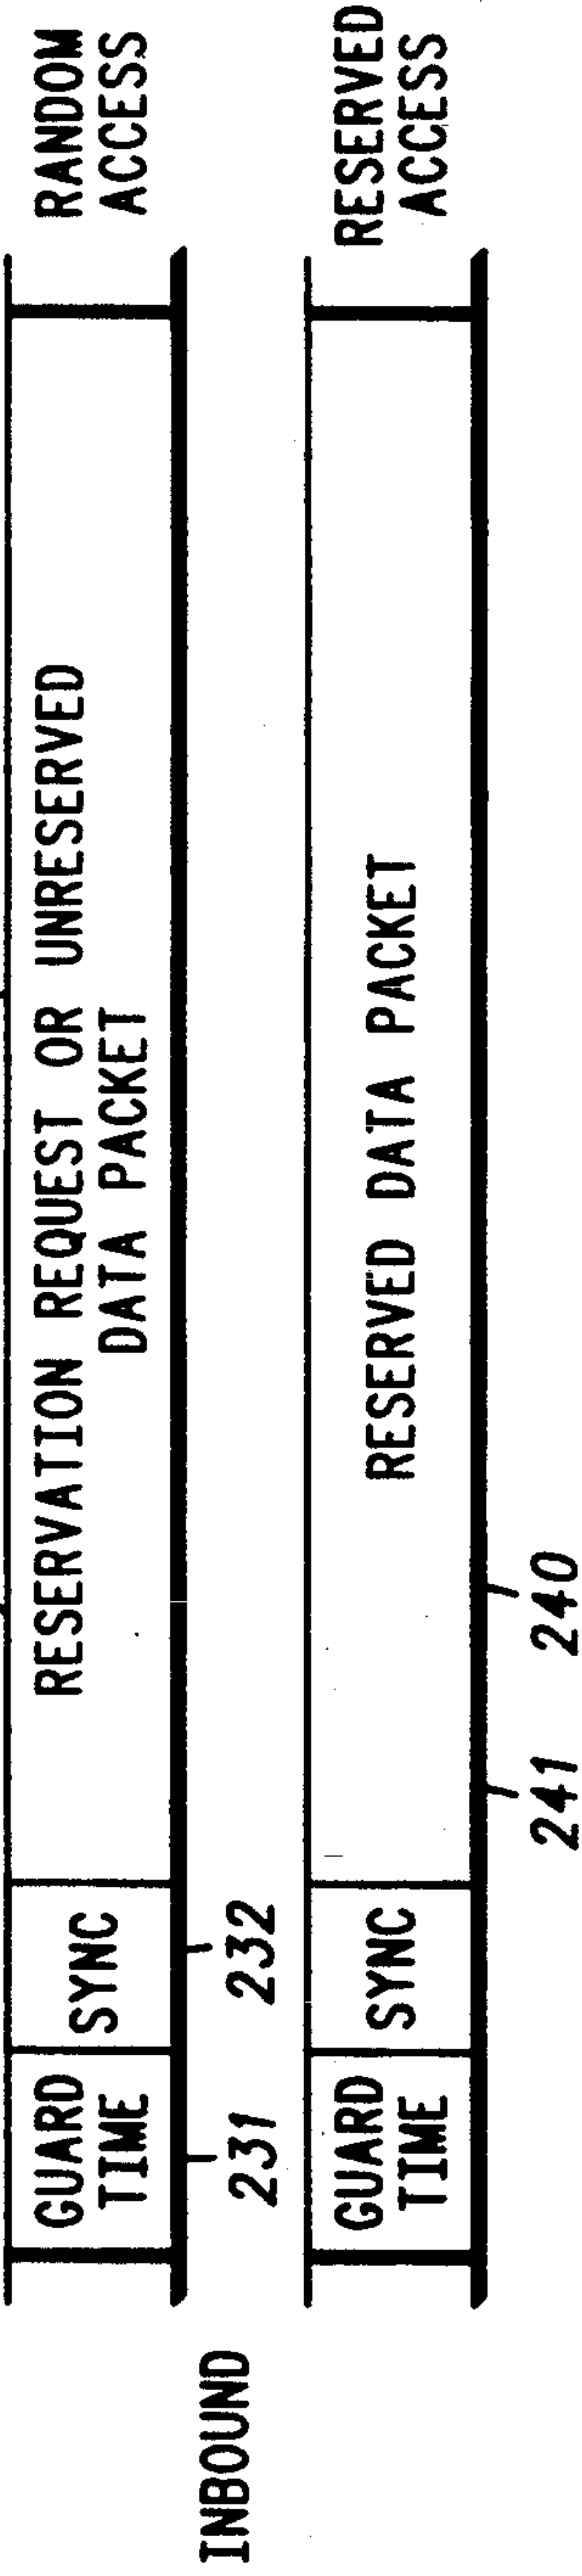 GUARD
TIME
SYNC
RESERVATION REQUEST OR UNRESERVED
DATA PACKET
RANDOM
ACCESS
231
232
INBOUND
GUARD
TIME
SYNC
RESERVED DATA PACKET
RESERVED
ACCESS
241
240